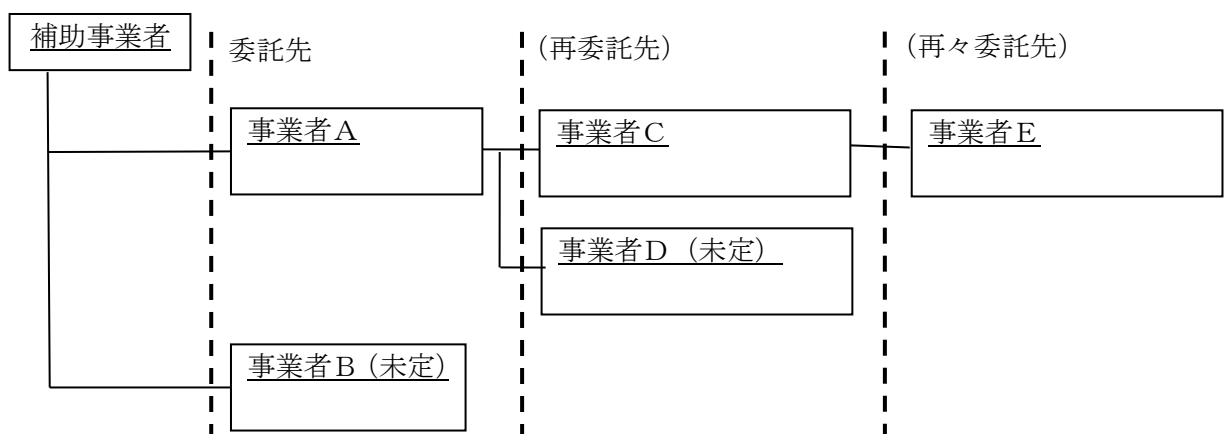 補助事業者
委託先
(再委託先)
(再々委託先)
事業者A
事業者C
事業者E
事業者D (未定)
事業者B (未定)